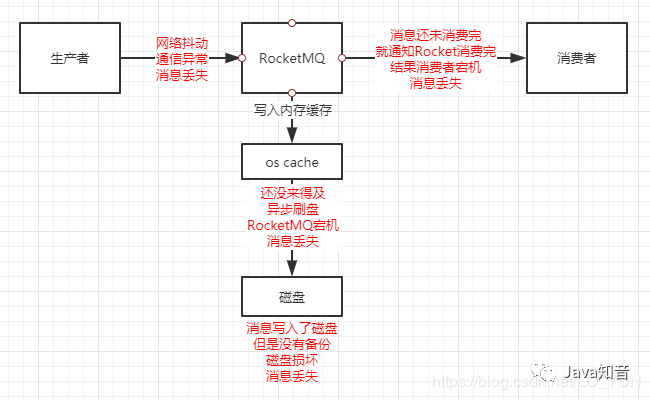 生产者
网络抖动
通信异常
消息丢失
RocketMQ
消息还未消费完
就通知Rocket消费完
结果消费者宕机
消息丢失
消费者
写入内存缓存
os cache
还没来得及
异步刷盘
RocketMQ宕机
消息丢失
磁盘
消息写入了磁盘
但是没有备份
磁盘损坏
消息丢失
Java知音
https://blog.csdn.net/LO_YUN